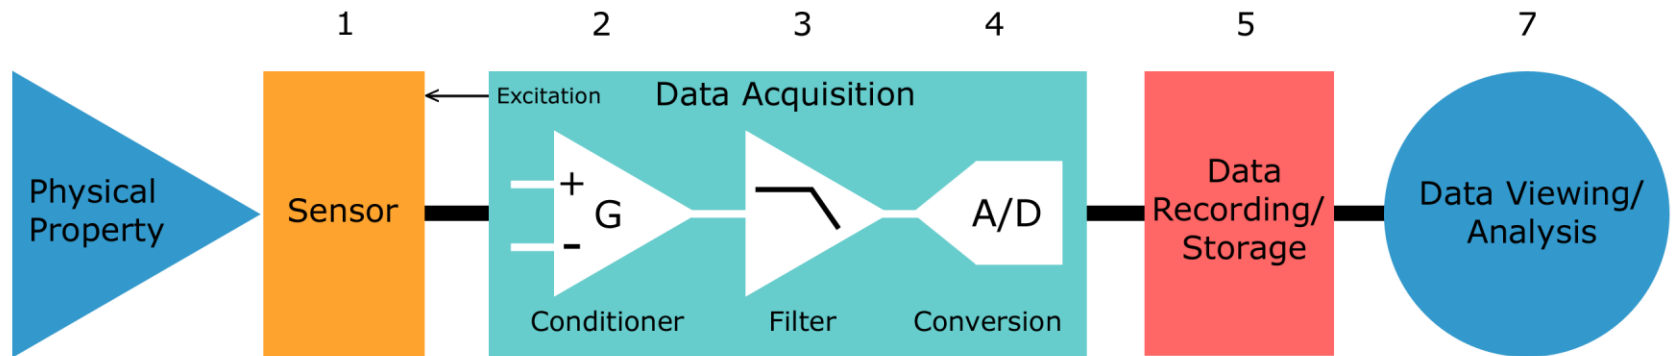 1
2
3
4
5
7
Excitation
Data Acquisition
Physical
Property
Sensor
+
-
G
A/D
Data
Recording/
Storage
Data Viewing/
Analysis
Conditioner
Filter
Conversion